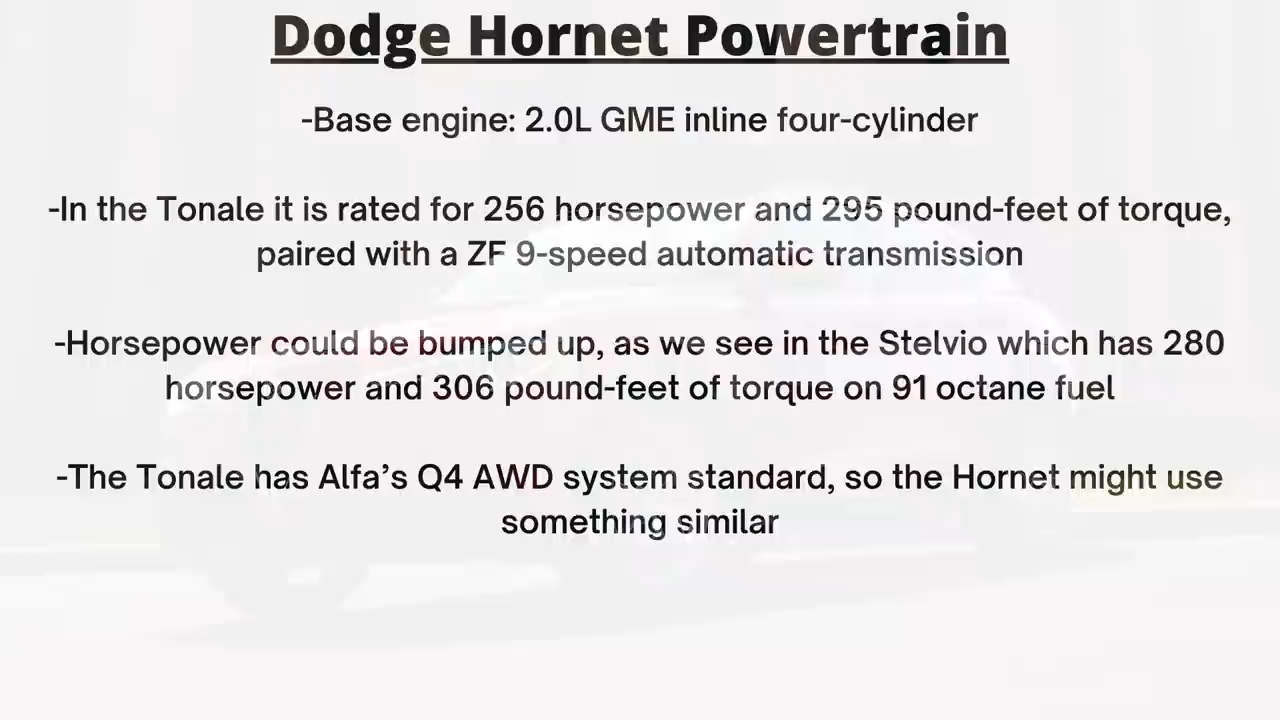 Dodge Hornet Powertrain
-Base engine: 2.0L GME inline four-cylinder
-In the Tonale it is rated for 256 horsepower and 295 pound-feet of torque,
paired with a ZF 9-speed automatic transmission
-Horsepower could be bumped up, as we see in the Stelvio which has 280
horsepower and 306 pound-feet of torque on 91 octane fuel
-The Tonale has Alfa’s Q4 AWD system standard, so the Hornet might use
something similar